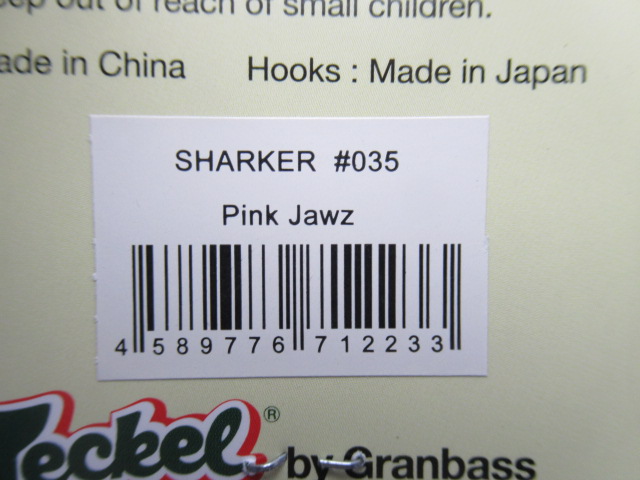 out of reach of small children.
in China Hooks : Made in Japan
SHARKER #035
Pink Jawz
4 589776 712233
Teckel® by Granbass